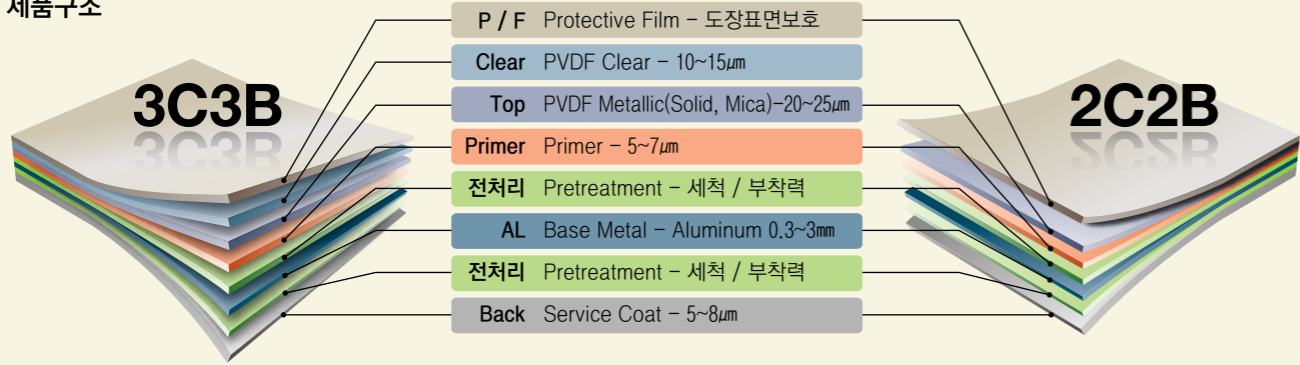 제품구조
P / F Protective Film - 도장표면보호
Clear PVDF Clear - 10~15㎛
Top PVDF Metallic(Solid, Mica)-20~25㎛
Primer Primer - 5~7㎛
전처리 Pretreatment - 세척 / 부착력
AL Base Metal - Aluminum 0.3~3㎜
전처리 Pretreatment - 세척 / 부착력
Back Service Coat - 5~8㎛
3C3B
2C2B